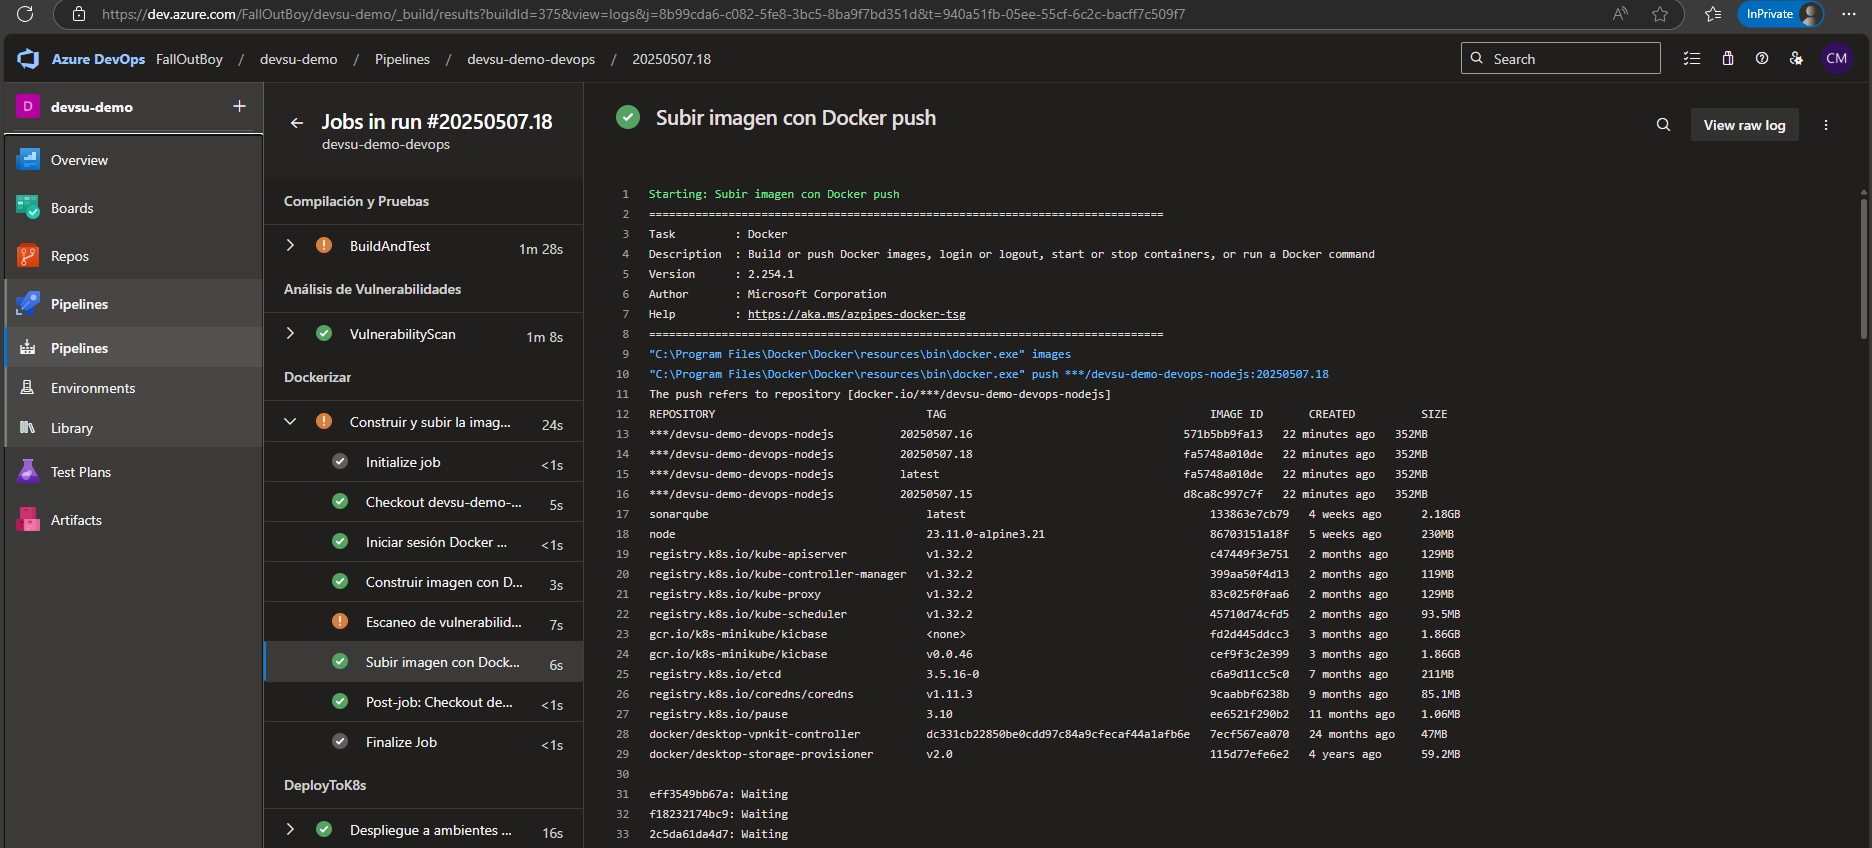 https://dev.azure.com/FallOutBoy/devsu-demo/_build/results?buildId=375&view=logs&j=8b99cda6-c082-5fe8-3bc5-8ba9f7bd351d&t=940a51fb-05ee-55cf-6c2c-bacff7c509f7
InPrivate
Azure DevOps FallOutBoy / devsu-demo / Pipelines / devsu-demo-devops / 20250507.18
Search
CM
D devsu-demo +
Overview
Boards
Repos
Pipelines
Pipelines
Environments
Library
Test Plans
Artifacts
Jobs in run #20250507.18
devsu-demo-devops
Compilación y Pruebas
BuildAndTest 1m 28s
Análisis de Vulnerabilidades
VulnerabilityScan 1m 8s
Dockerizar
Construir y subir la imag... 24s
Initialize job <1s
Checkout devsu-demo-... 5s
Iniciar sesión Docker ... <1s
Construir imagen con D... 3s
Escaneo de vulnerabilid... 7s
Subir imagen con Dock... 6s
Post-job: Checkout de... <1s
Finalize Job <1s
DeployToK8s
Despliegue a ambientes ... 16s
Subir imagen con Docker push
View raw log
1 Starting: Subir imagen con Docker push
2 ==============================================================================
3 Task : Docker
4 Description : Build or push Docker images, login or logout, start or stop containers, or run a Docker command
5 Version : 2.254.1
6 Author : Microsoft Corporation
7 Help : https://aka.ms/azpipes-docker-tsg
8 ==============================================================================
9 "C:\Program Files\Docker\Docker\resources\bin\docker.exe" images
10 "C:\Program Files\Docker\Docker\resources\bin\docker.exe" push ***/devsu-demo-devops-nodejs:20250507.18
11 The push refers to repository [docker.io/***/devsu-demo-devops-nodejs]
12 REPOSITORY TAG IMAGE ID CREATED SIZE
13 ***/devsu-demo-devops-nodejs 20250507.16 571b5bb9fa13 22 minutes ago 352MB
14 ***/devsu-demo-devops-nodejs 20250507.18 fa5748a010de 22 minutes ago 352MB
15 ***/devsu-demo-devops-nodejs latest fa5748a010de 22 minutes ago 352MB
16 ***/devsu-demo-devops-nodejs 20250507.15 d8ca8c997c7f 22 minutes ago 352MB
17 sonarqube latest 133863e7cb79 4 weeks ago 2.18GB
18 node 23.11.0-alpine3.21 86703151a18f 5 weeks ago 230MB
19 registry.k8s.io/kube-apiserver v1.32.2 c47449f3e751 2 months ago 129MB
20 registry.k8s.io/kube-controller-manager v1.32.2 399aa50f4d13 2 months ago 119MB
21 registry.k8s.io/kube-proxy v1.32.2 83c025f0faa6 2 months ago 129MB
22 registry.k8s.io/kube-scheduler v1.32.2 45710d74cfd5 2 months ago 93.5MB
23 gcr.io/k8s-minikube/kicbase <none> fd2d445ddcc3 3 months ago 1.86GB
24 gcr.io/k8s-minikube/kicbase v0.0.46 cef9f3c2e399 3 months ago 1.86GB
25 registry.k8s.io/etcd 3.5.16-0 c6a9d11cc5c0 7 months ago 211MB
26 registry.k8s.io/coredns/coredns v1.11.3 9caabbf6238b 9 months ago 85.1MB
27 registry.k8s.io/pause 3.10 ee6521f290b2 11 months ago 1.06MB
28 docker/desktop-vpnkit-controller dc331cb22850be0cdd97c84a9cfecaf44a1afb6e 7ecf567ea070 24 months ago 47MB
29 docker/desktop-storage-provisioner v2.0 115d77efe6e2 4 years ago 59.2MB
30
31 eff3549bb67a: Waiting
32 f18232174bc9: Waiting
33 2c5da61da4d7: Waiting